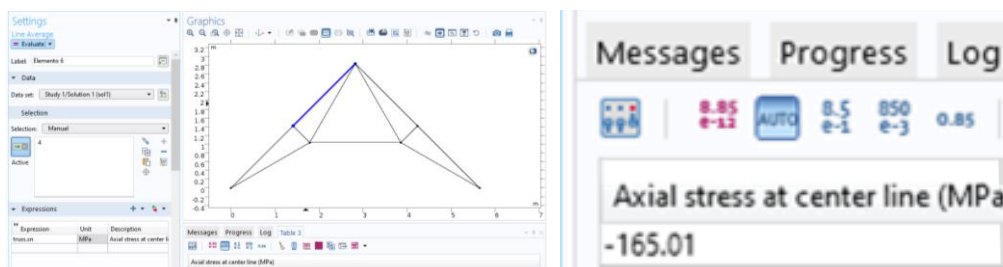 Settings
Line Average
= Evaluate
Label: Elemento 6
Data
Data set: Study 1/Solution 1 (sol1)
Selection
Selection: Manual
Active
4
Expressions
Expression Unit Description
truss.sn MPa Axial stress at center li
Graphics
3.2 m
3
2.8
2.6
2.4
2.2
2
1.8
1.6
1.4
1.2
1
0.8
0.6
0.4
0.2
0
-0.2
-0.4
0 1 2 3 4 5 6 7
m
Messages Progress Log Table 3
Axial stress at center line (MPa)
Messages Progress Log
8.85 e-12 AUTO 8.5 e-1 850 e-3 0.85
Axial stress at center line (MPa
-165.01